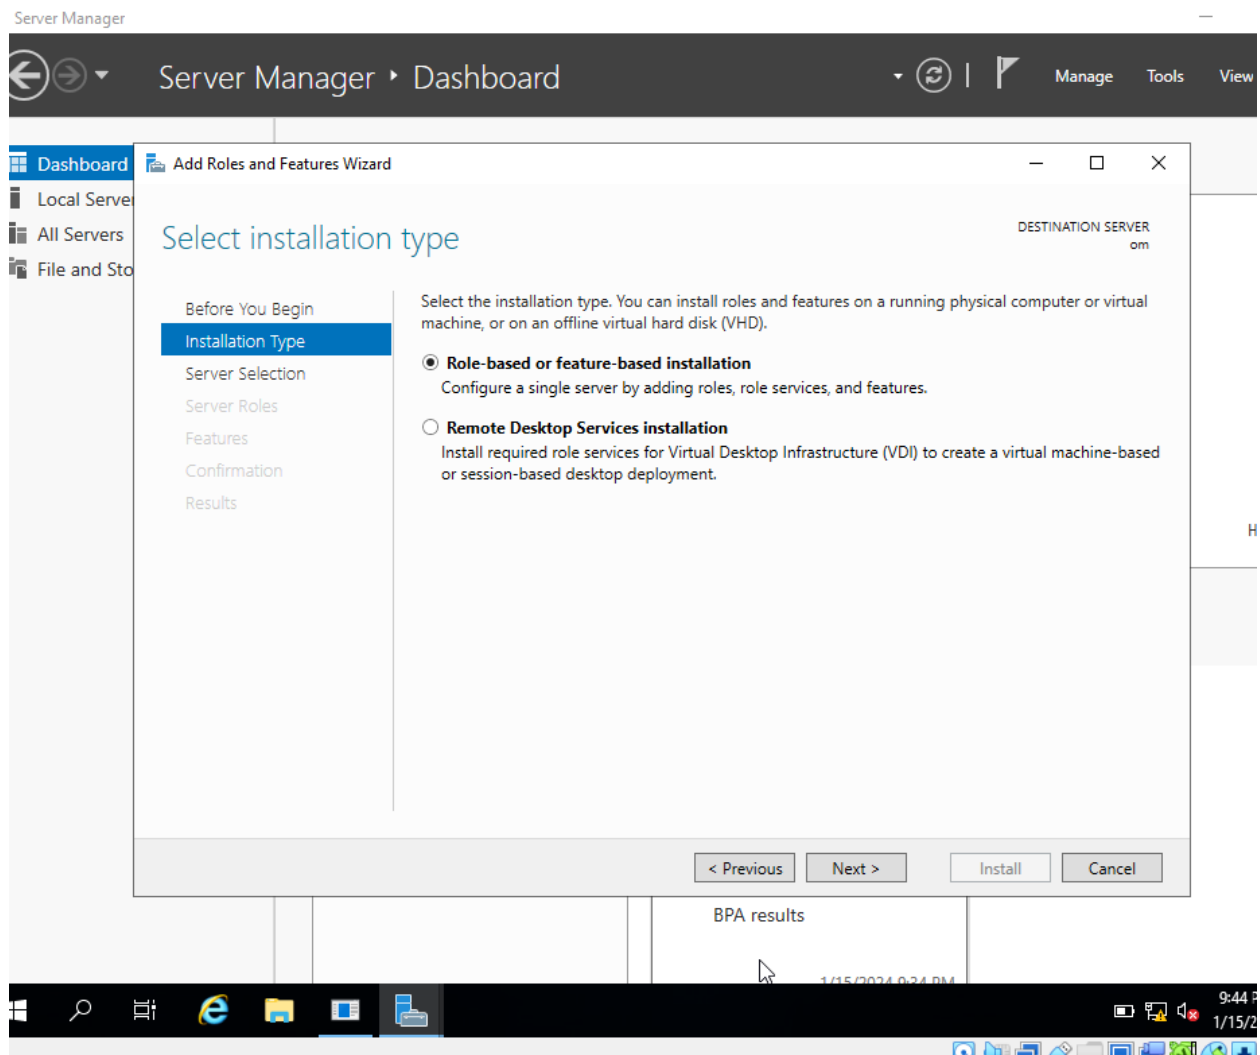 Server Manager
Server Manager ‣ Dashboard
Manage
Tools
View
Dashboard
Local Server
All Servers
File and Sto
Add Roles and Features Wizard
Select installation type
DESTINATION SERVER
om
Before You Begin
Installation Type
Server Selection
Server Roles
Features
Confirmation
Results
Select the installation type. You can install roles and features on a running physical computer or virtual
machine, or on an offline virtual hard disk (VHD).
Role-based or feature-based installation
Configure a single server by adding roles, role services, and features.
Remote Desktop Services installation
Install required role services for Virtual Desktop Infrastructure (VDI) to create a virtual machine-based
or session-based desktop deployment.
< Previous
Next >
Install
Cancel
H
BPA results
1/15/2024 9:34 PM
9:44 P
1/15/2